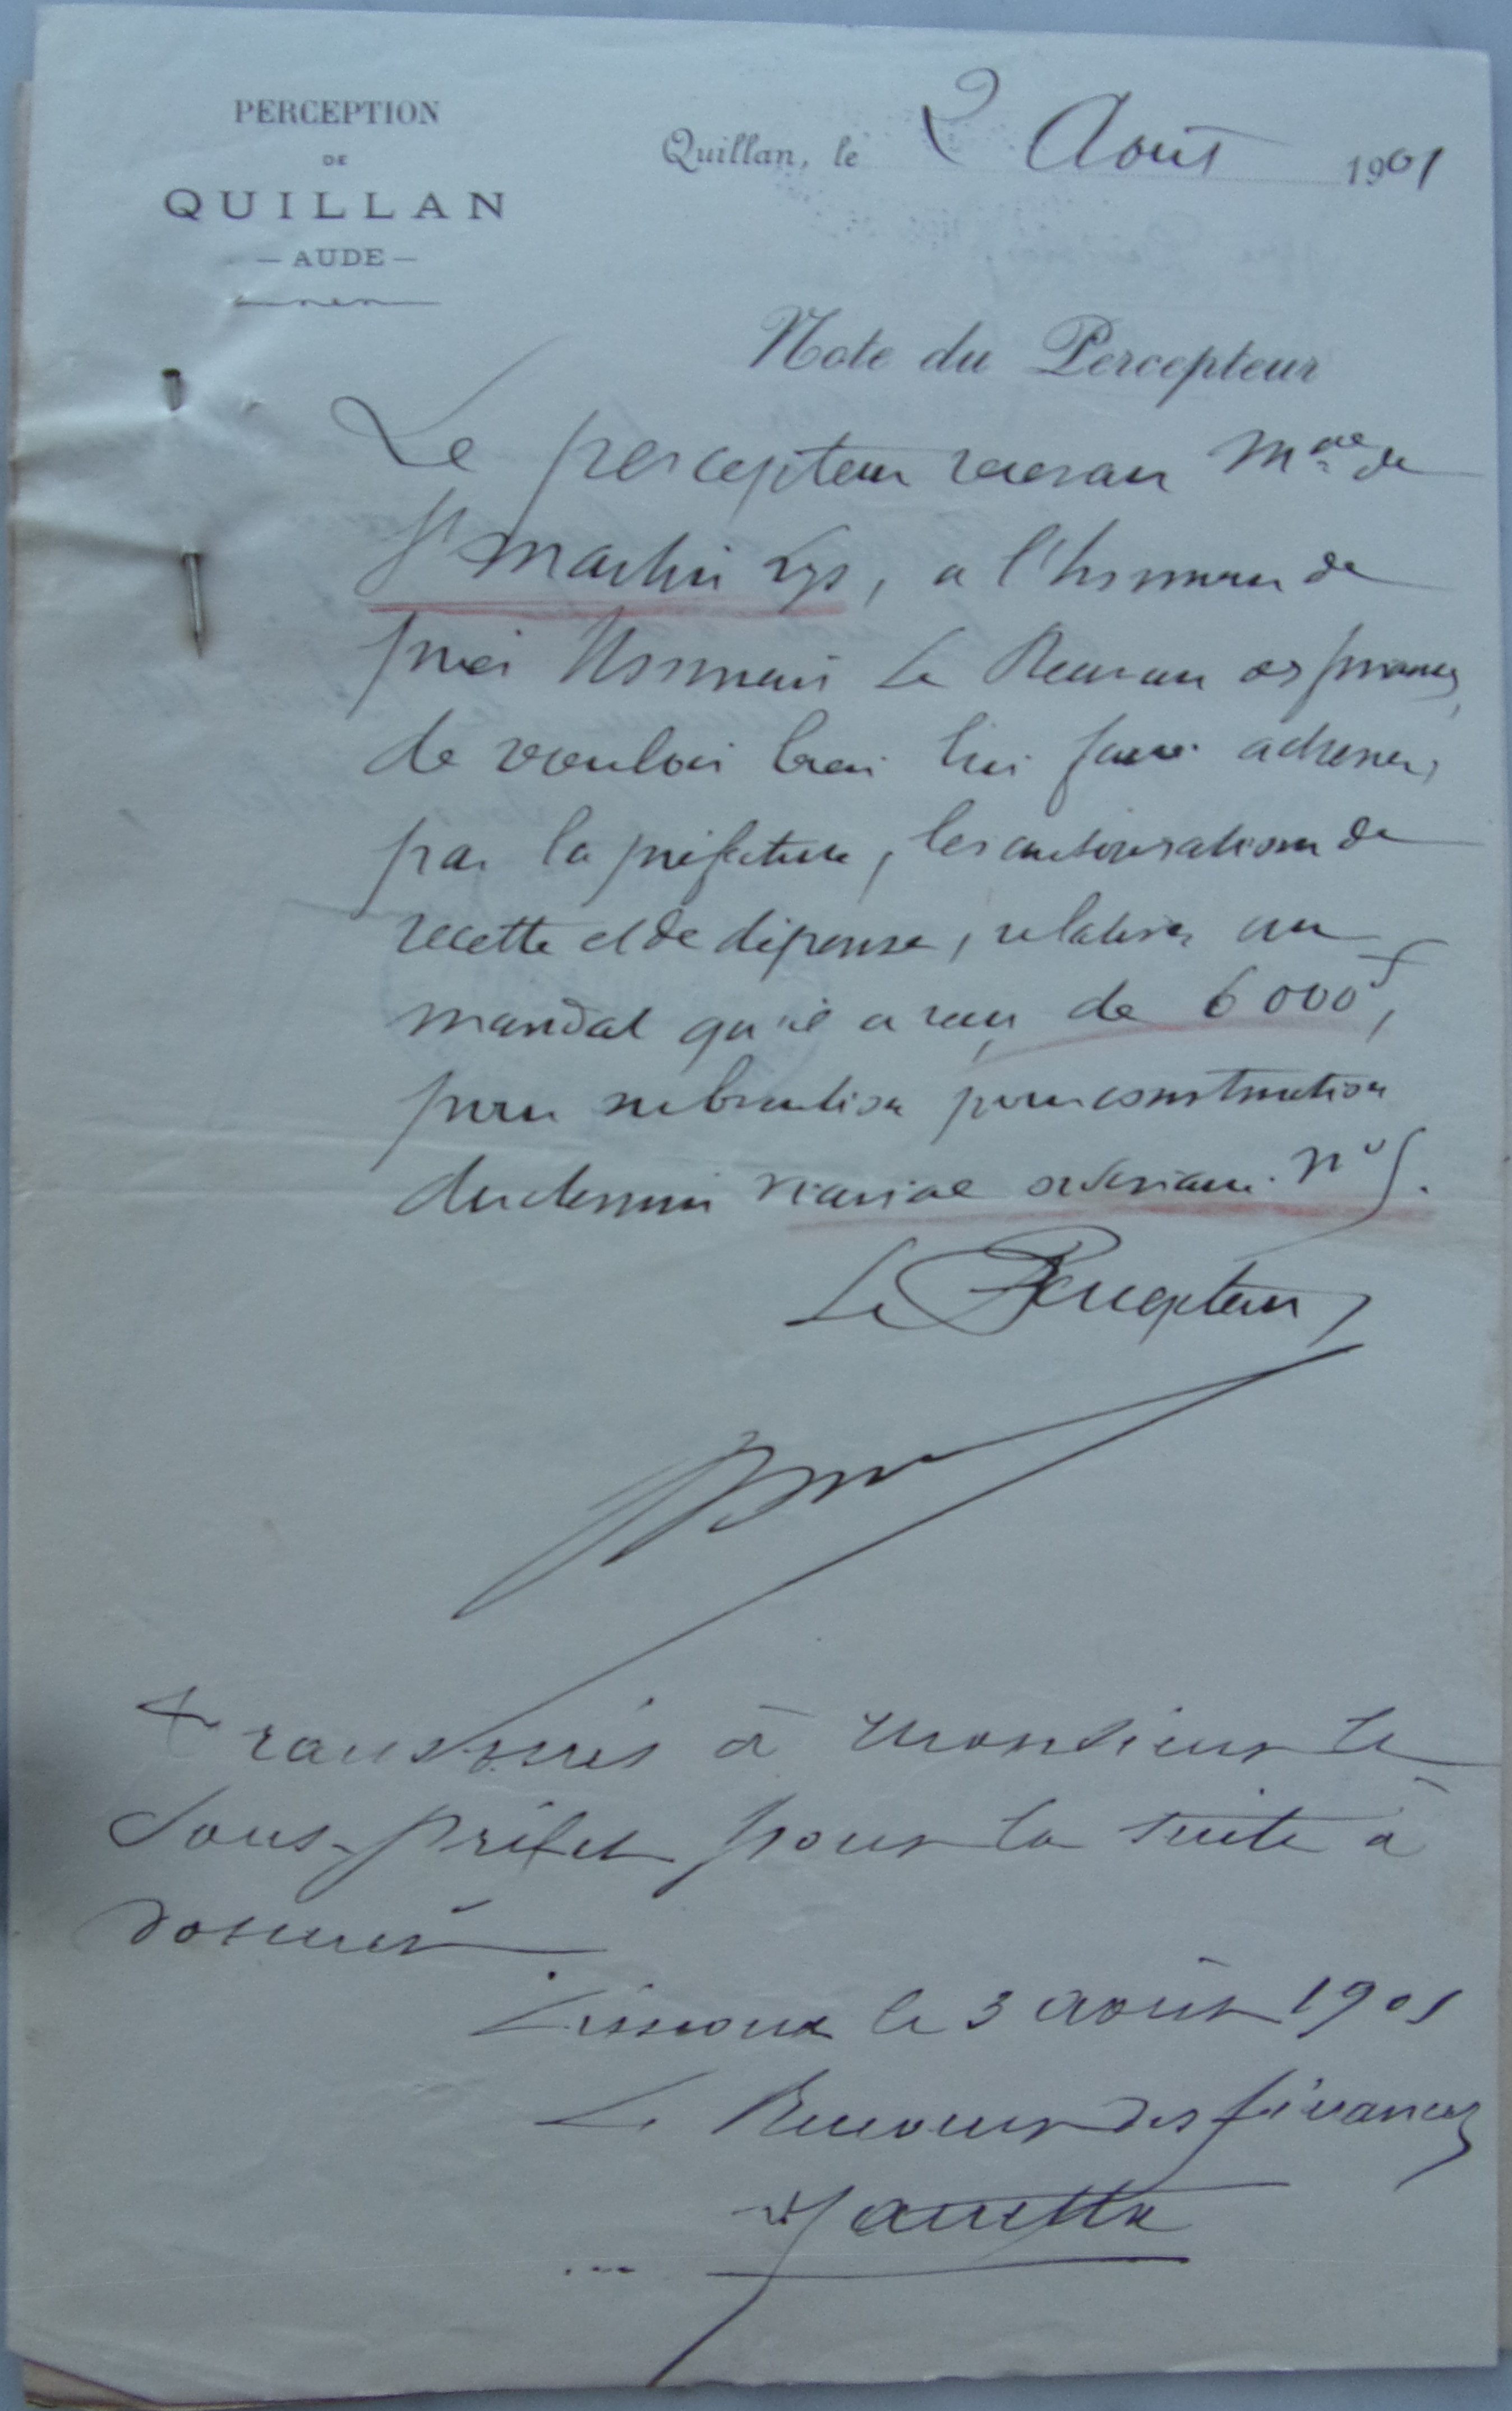 PERCEPTION
DE
QUILLAN
— AUDE —
Quillan, le 2 Aout 1901
Note du Percepteur
Le percepteur receveur Mal de
St Martin Lys, a l'honneur de
prier Monsieur Le Receveur des finances,
de vouloir bien lui faire adresser,
par la préfecture, les autorisations de
recette et de dépense, relatives au
mandat qu'il a reçu de 6000f,
pour subvention pour construction
du chemin vicinal ordinaire no 5.
Le Percepteur,
Transmis à Monsieur le
Sous-Préfet pour la suite à
donner
Limoux le 3 août 1901
Le Receveur des finances